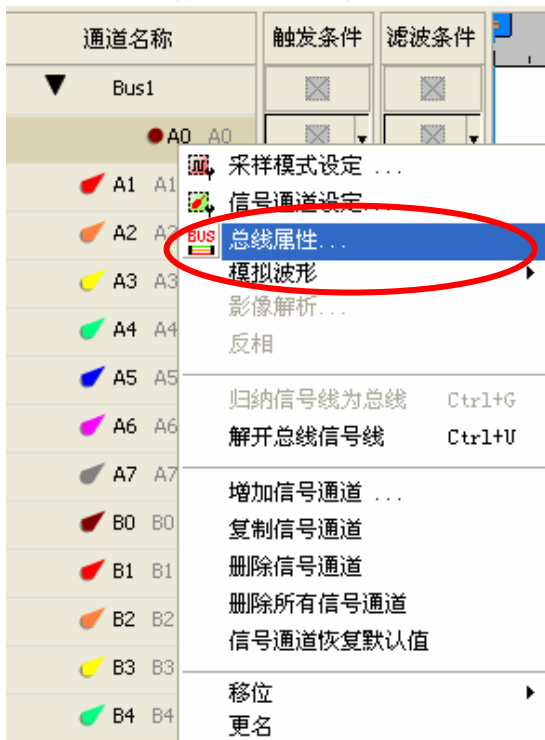 通道名称 触发条件 滤波条件
Bus1
A0 A0
采样模式设定 ...
A1 A1
信号通道设定...
A2 A2
BUS 总线属性...
模拟波形
A3 A3
影像解析...
A4 A4
反相
A5 A5
归纳信号线为总线 Ctrl+G
A6 A6
解开总线信号线 Ctrl+U
A7 A7
增加信号通道 ...
B0 B0
复制信号通道
B1 B1
删除信号通道
删除所有信号通道
B2 B2
信号通道恢复默认值
B3 B3
移位
B4 B4
更名